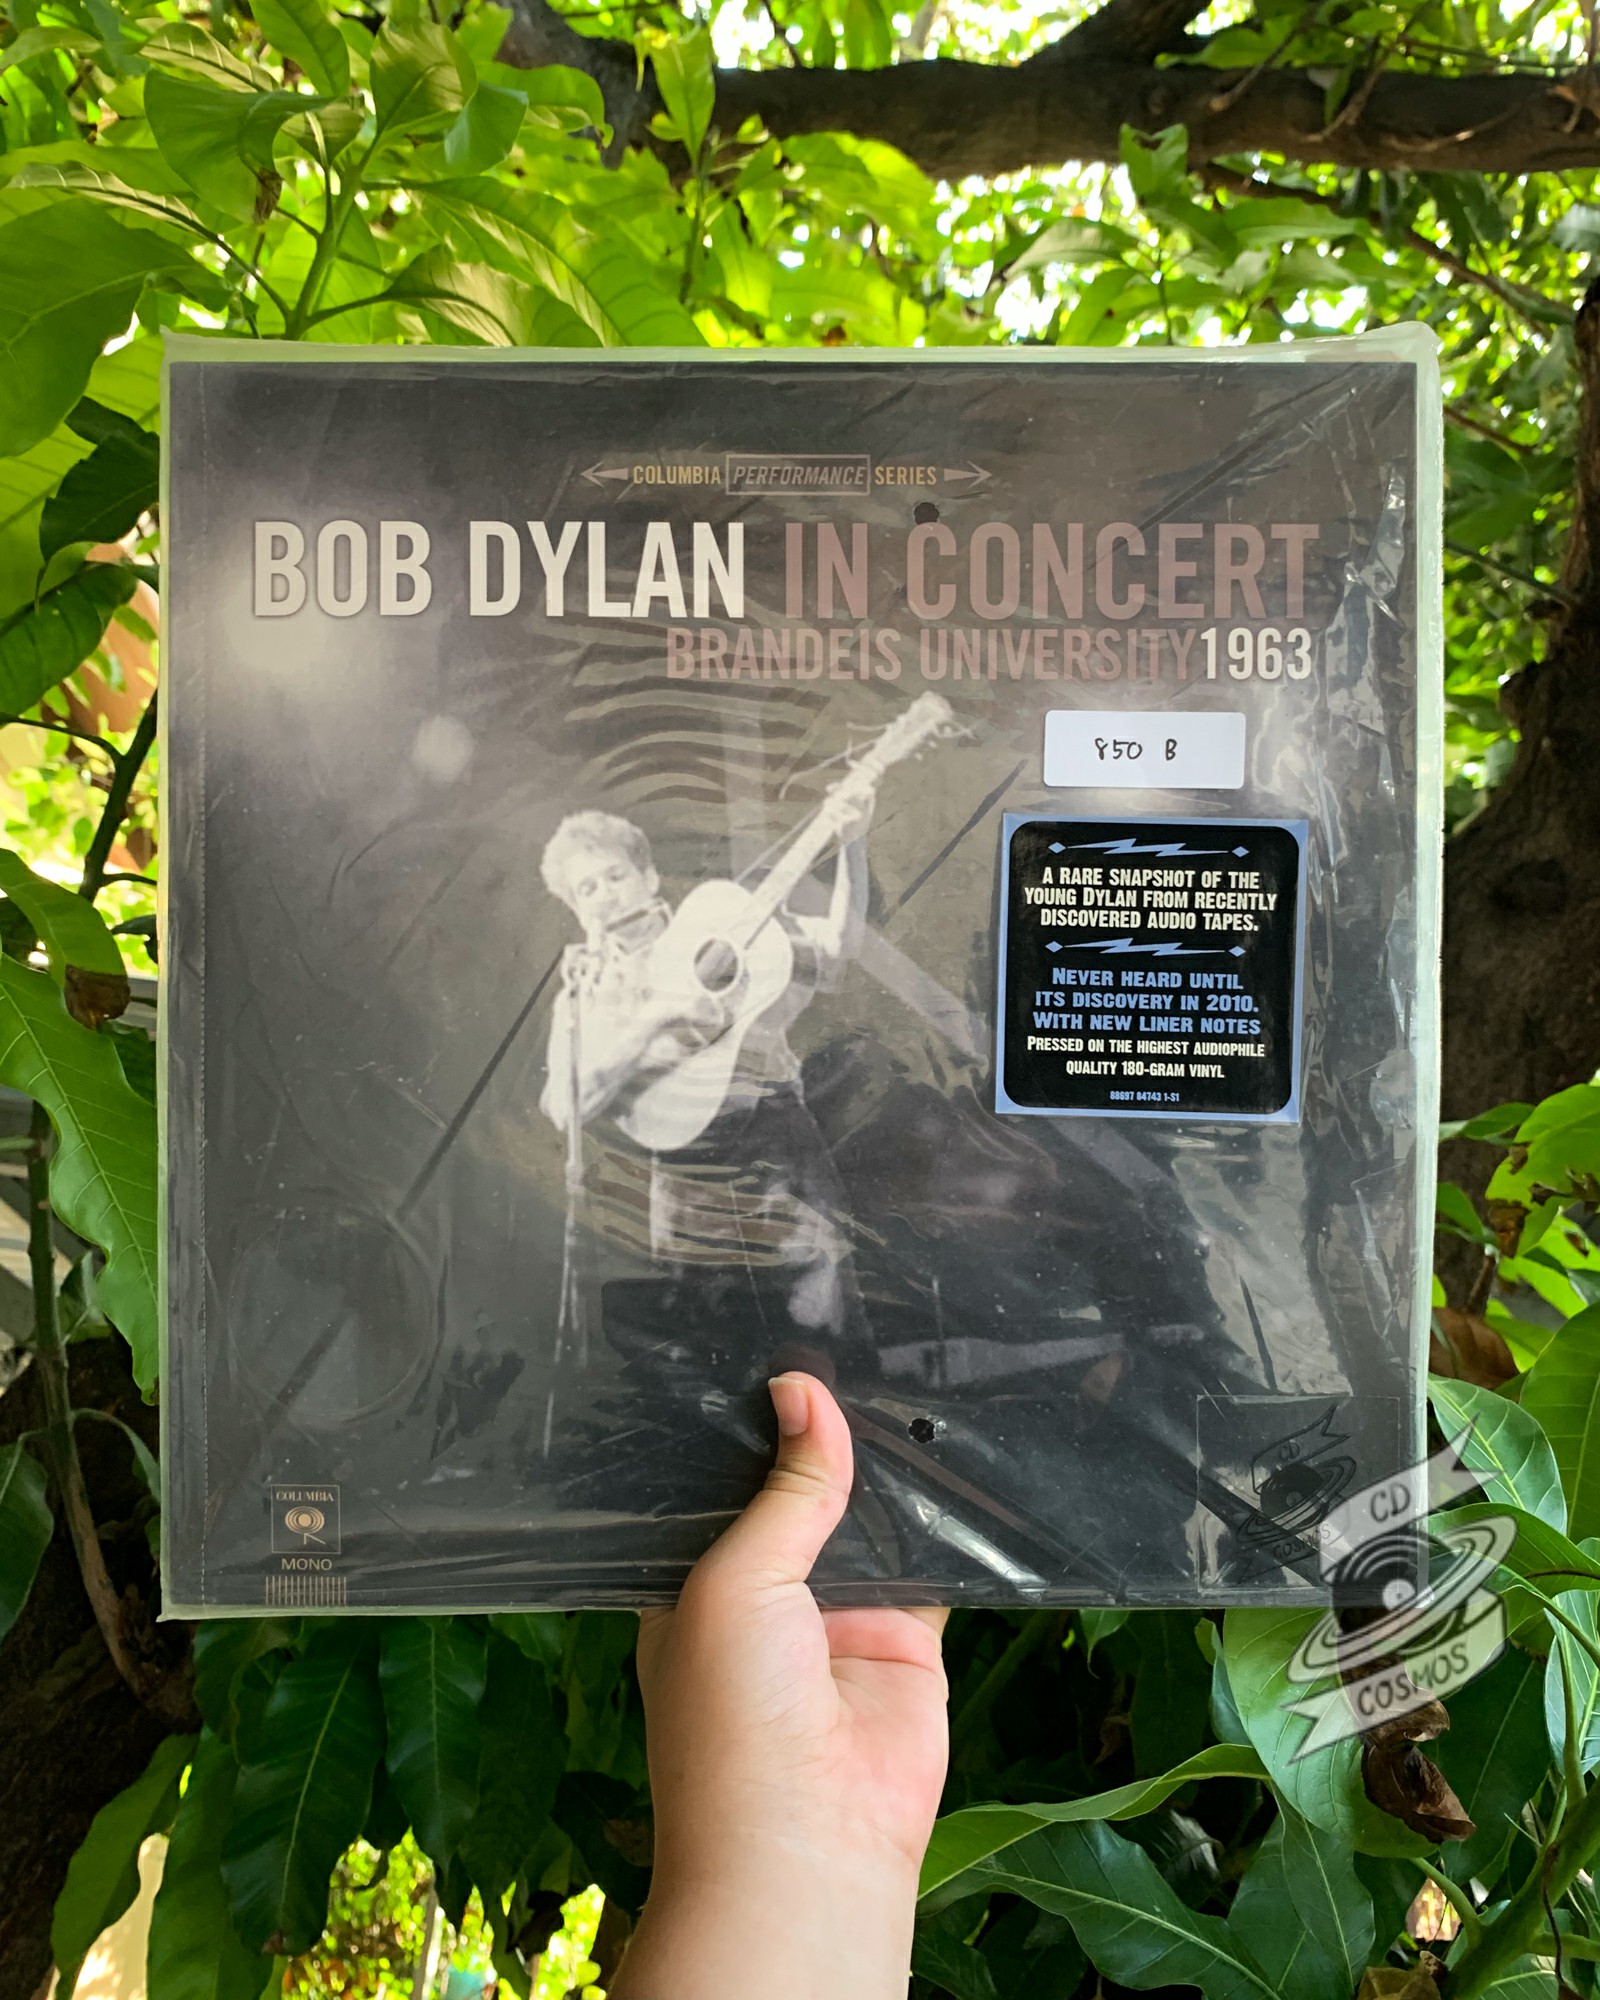 COLUMBIA PERFORMANCE SERIES
BOB DYLAN IN CONCERT
BRANDEIS UNIVERSITY 1963
850 B
A RARE SNAPSHOT OF THE
YOUNG DYLAN FROM RECENTLY
DISCOVERED AUDIO TAPES.
NEVER HEARD UNTIL
ITS DISCOVERY IN 2010.
WITH NEW LINER NOTES
PRESSED ON THE HIGHEST AUDIOPHILE
QUALITY 180-GRAM VINYL
88697 84743 1-S1
COLUMBIA
MONO
CD
COSMOS
CD
COSMOS